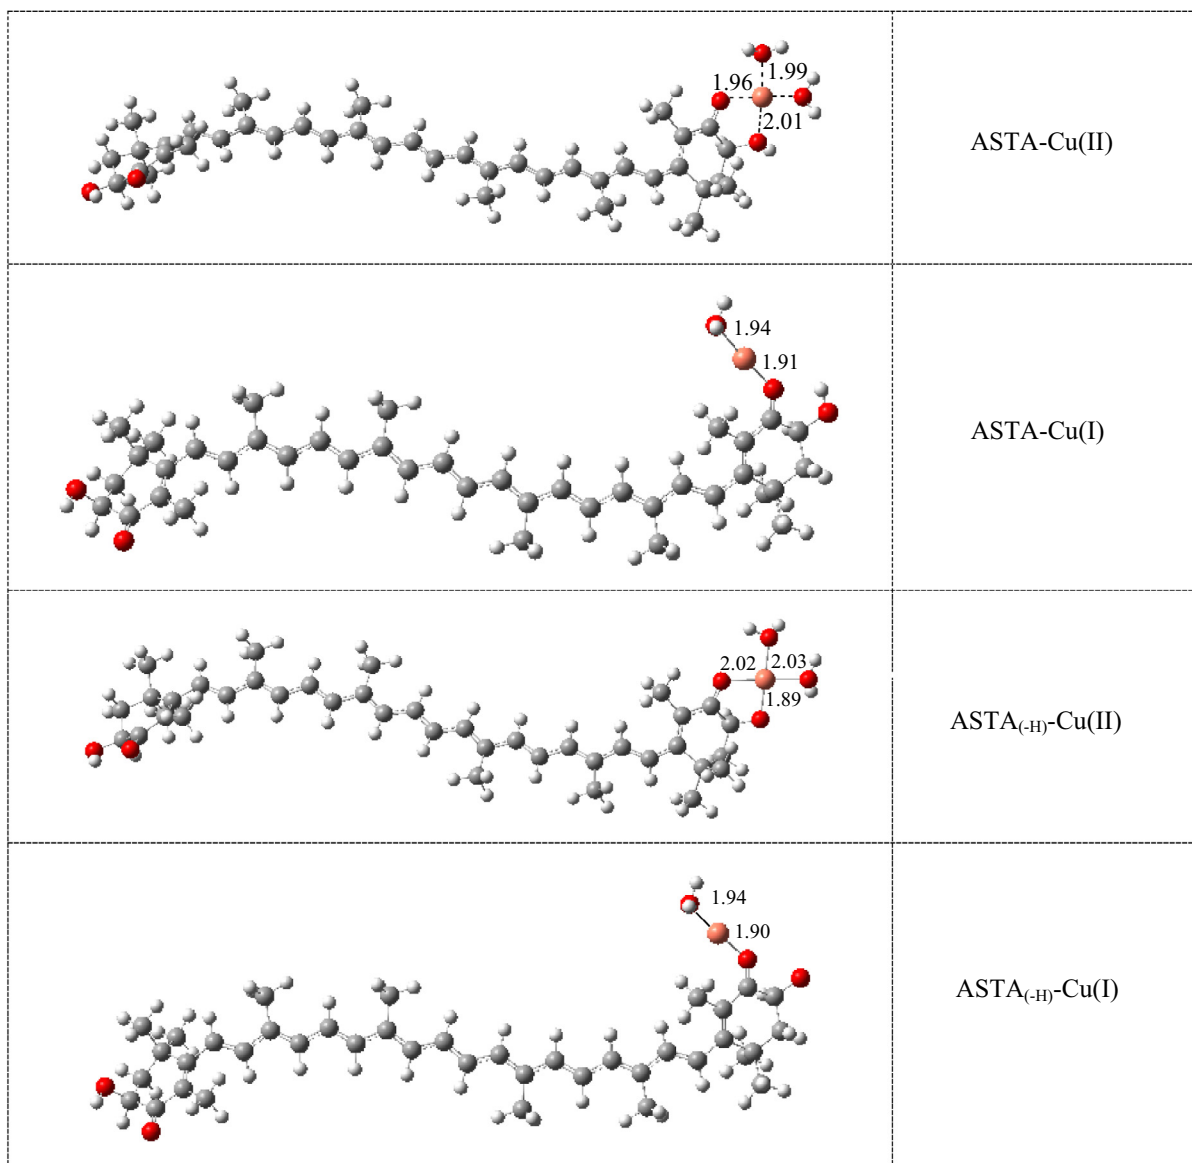 1.96
1.99
2.01
ASTA-Cu(II)
1.94
1.91
ASTA-Cu(I)
2.02
2.03
1.89
ASTA(-H)-Cu(II)
1.94
1.90
ASTA(-H)-Cu(I)